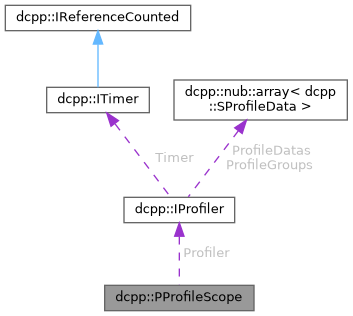 dcpp::IReferenceCounted
dcpp::ITimer
dcpp::nub::array< dcpp
::SProfileData >
Timer
ProfileDatas
ProfileGroups
dcpp::IProfiler
Profiler
dcpp::PProfileScope